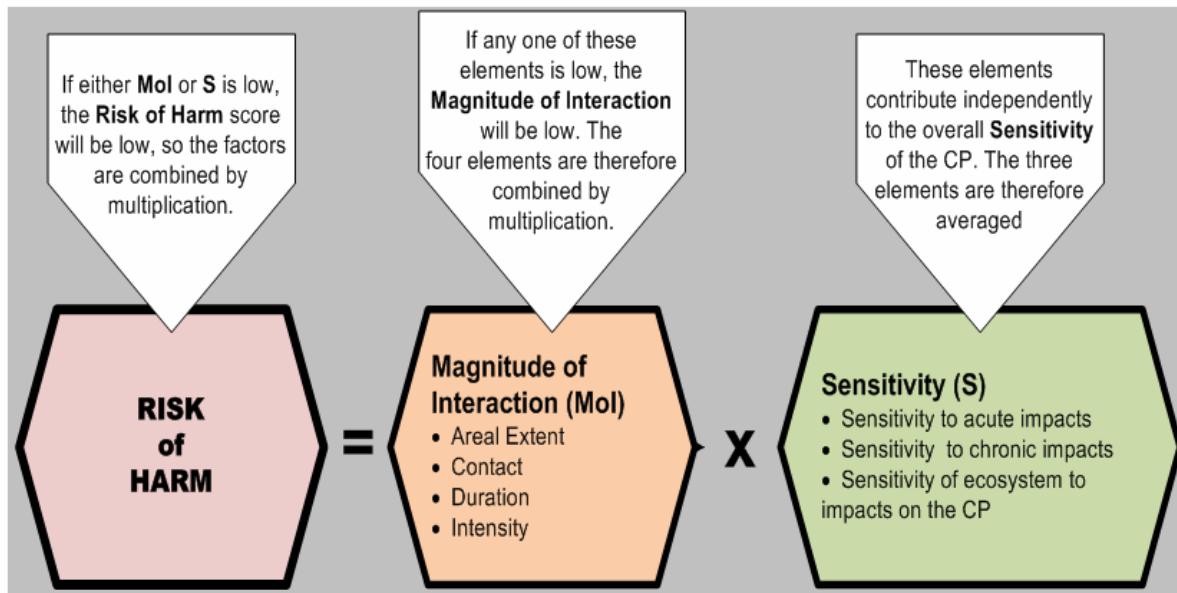 If either MoI or S is low,
the Risk of Harm score
will be low, so the factors
are combined by
multiplication.
If any one of these
elements is low, the
Magnitude of Interaction
will be low. The
four elements are therefore
combined by
multiplication.
These elements
contribute independently
to the overall Sensitivity
of the CP. The three
elements are therefore
averaged
RISK
of
HARM
=
Magnitude of
Interaction (MoI)
• Areal Extent
• Contact
• Duration
• Intensity
X
Sensitivity (S)
• Sensitivity to acute impacts
• Sensitivity to chronic impacts
• Sensitivity of ecosystem to
impacts on the CP